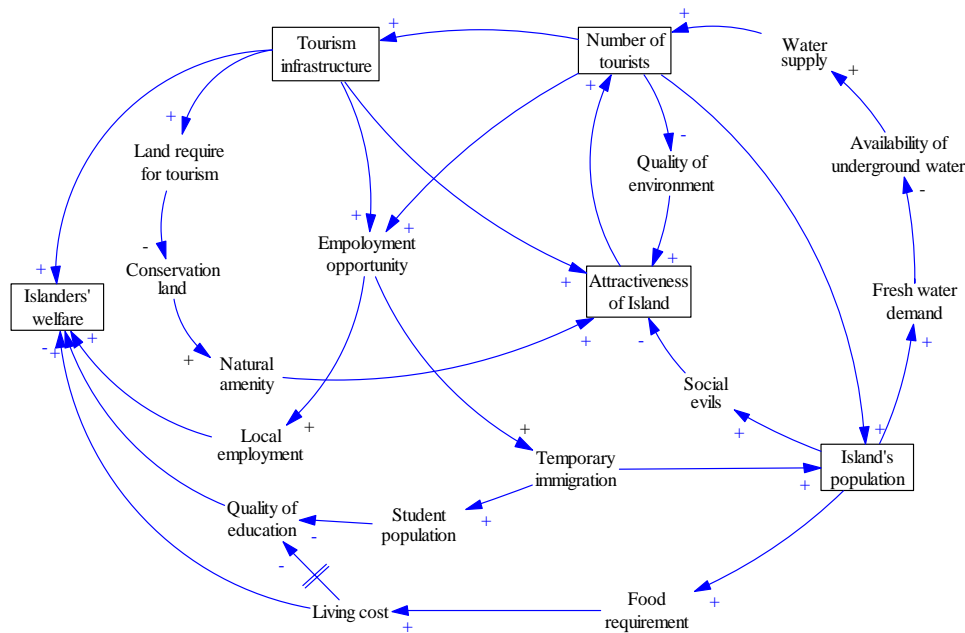 Tourism
infrastructure
Number of
tourists
Water
supply
Land require
for tourism
Quality of
environment
Availability of
underground water
Empoloyment
opportunity
Conservation
land
Attractiveness
of Island
Islanders'
welfare
Fresh water
demand
Natural
amenity
Social
evils
Local
employment
Temporary
immigration
Island's
population
Quality of
education
Student
population
Living cost
Food
requirement